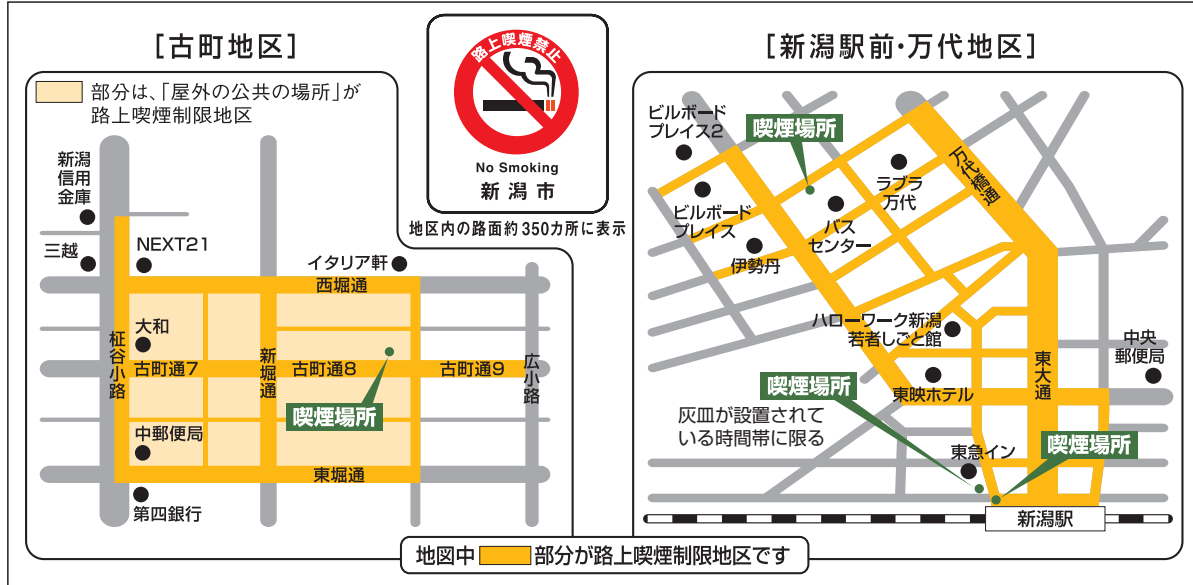 [古町地区]
部分は、「屋外の公共の場所」が
路上喫煙制限地区
新潟
信用
金庫
三越
NEXT21
イタリア軒
西堀通
大和
柾谷小路
古町通7
新堀通
古町通8
古町通9
広小路
喫煙場所
中郵便局
東堀通
第四銀行
路上喫煙禁止
No Smoking
新潟市
地区内の路面約350カ所に表示
[新潟駅前・万代地区]
ビルボード
プレイス2
喫煙場所
ラブラ
万代
万代橋通
ビルボード
プレイス
バス
センター
伊勢丹
ハローワーク新潟
若者しごと館
中央
郵便局
東大通
東映ホテル
喫煙場所
灰皿が設置されて
いる時間帯に限る
東急イン
喫煙場所
新潟駅
地図中 部分が路上喫煙制限地区です